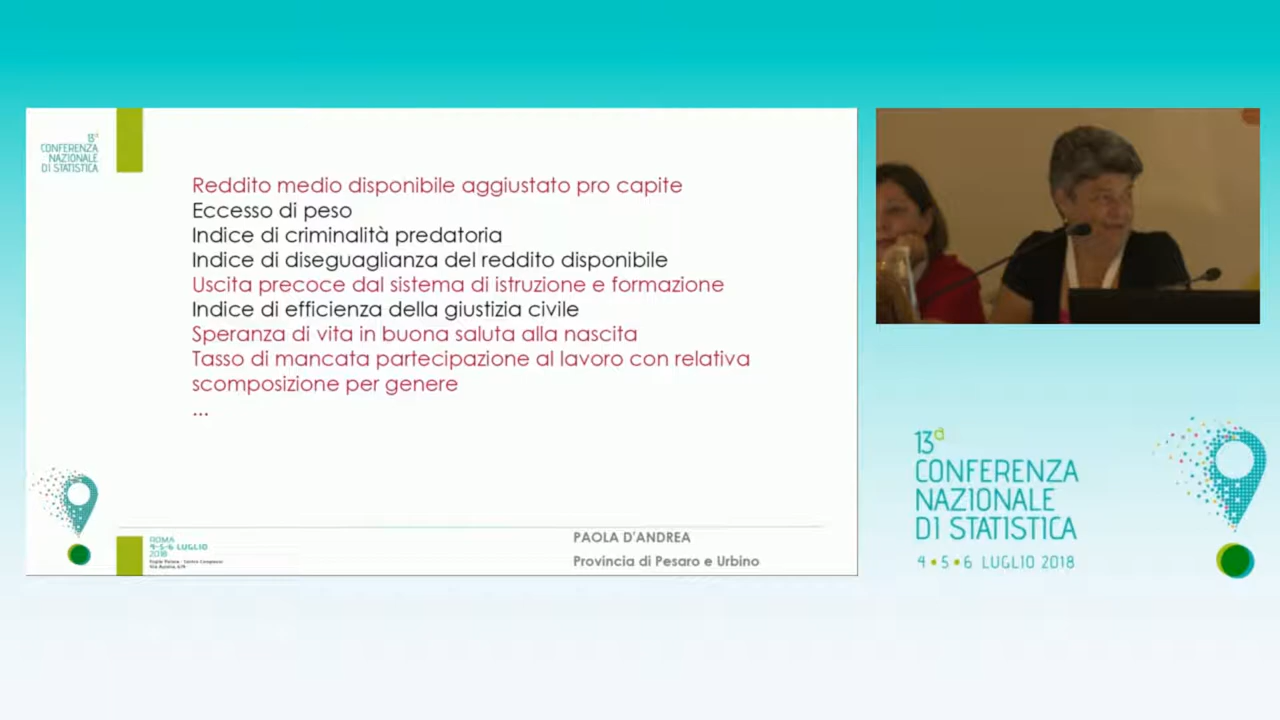 13ª
CONFERENZA
NAZIONALE
DI STATISTICA
Reddito medio disponibile aggiustato pro capite
Eccesso di peso
Indice di criminalità predatoria
Indice di diseguaglianza del reddito disponibile
Uscita precoce dal sistema di istruzione e formazione
Indice di efficienza della giustizia civile
Speranza di vita in buona saluta alla nascita
Tasso di mancata partecipazione al lavoro con relativa
scomposizione per genere
...
ROMA
4-5-6 LUGLIO
2018
PAOLA D'ANDREA
Provincia di Pesaro e Urbino
13ª
CONFERENZA
NAZIONALE
DI STATISTICA
4 • 5 • 6 LUGLIO 2018